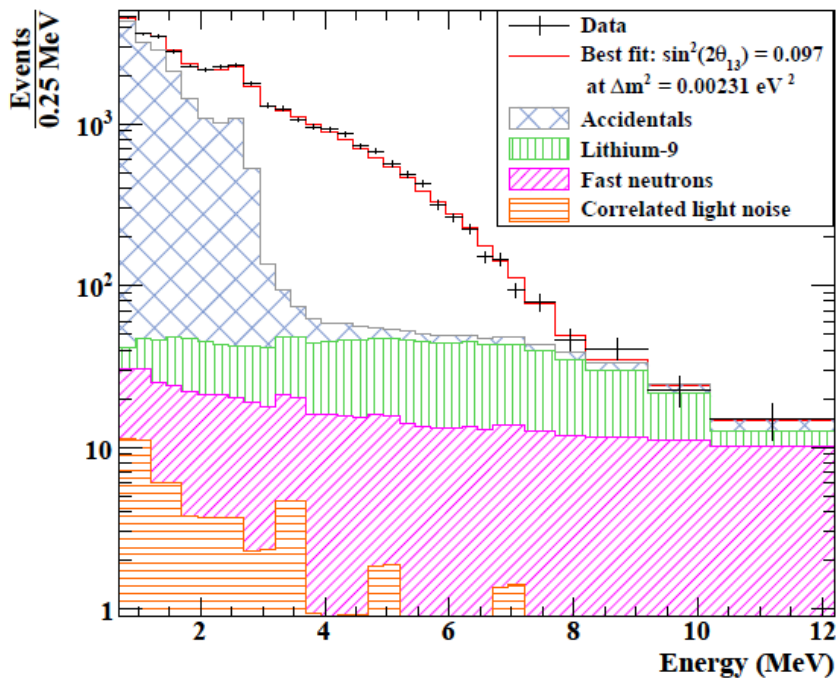 Events
0.25 MeV
Data
Best fit: sin²(2θ₁₃) = 0.097
at Δm² = 0.00231 eV²
Accidentals
Lithium-9
Fast neutrons
Correlated light noise
10³
10²
10
1
2 4 6 8 10 12
Energy (MeV)